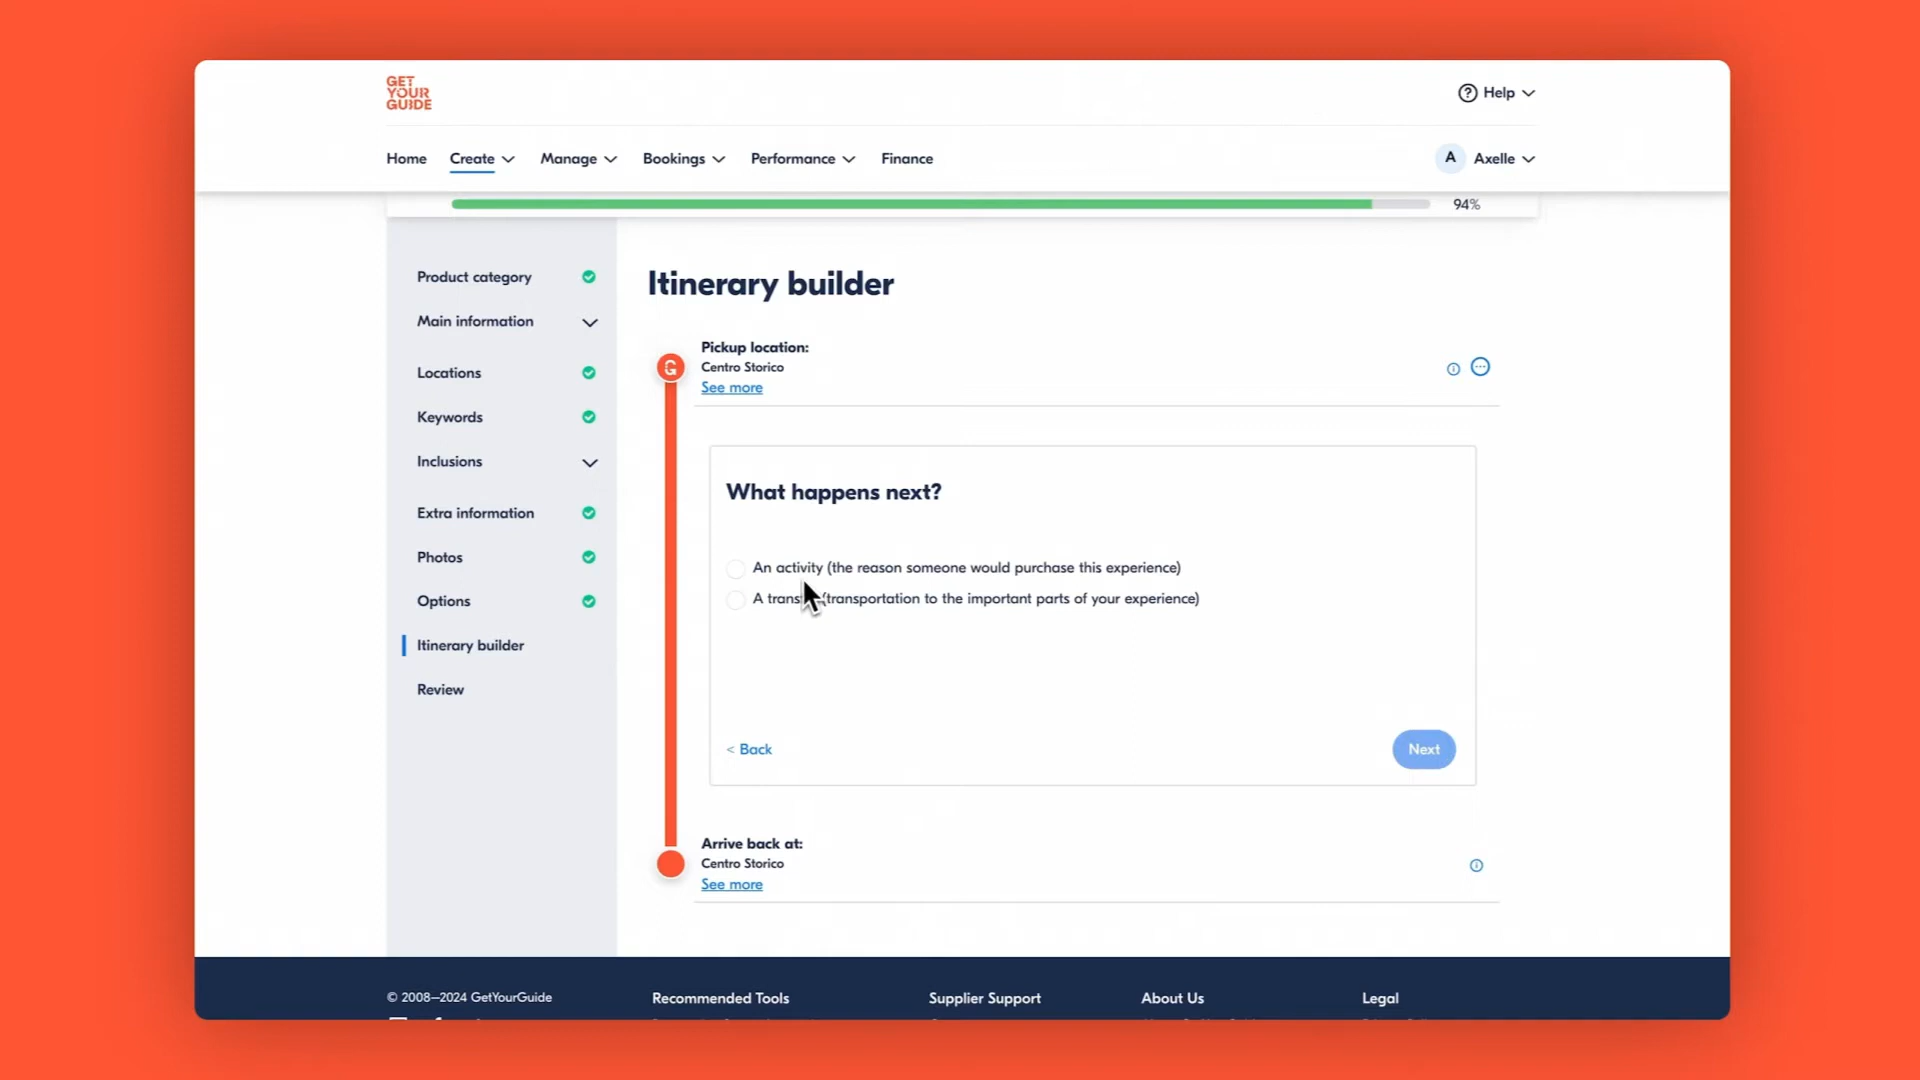 GET
YOUR
GUIDE
Help
Home
Create
Manage
Bookings
Performance
Finance
A
Axelle
94%
Product category
Main information
Locations
Keywords
Inclusions
Extra information
Photos
Options
Itinerary builder
Review
Itinerary builder
G
Pickup location:
Centro Storico
See more
What happens next?
An activity (the reason someone would purchase this experience)
A (transportation to the important parts of your experience)
< Back
Next
Arrive back at:
Centro Storico
See more
© 2008–2024 GetYourGuide
Recommended Tools
Supplier Support
About Us
Legal